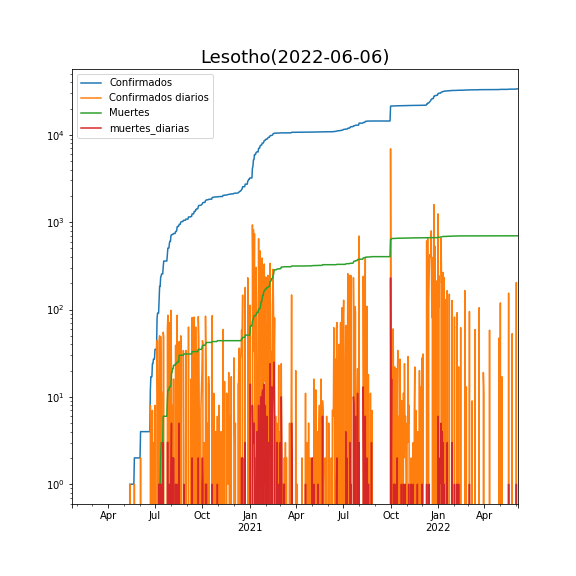 Lesotho(2022-06-06)
Confirmados
Confirmados diarios
Muertes
muertes_diarias
10^4
10^3
10^2
10^1
10^0
Apr Jul Oct Jan Apr Jul Oct Jan Apr
2021 2022